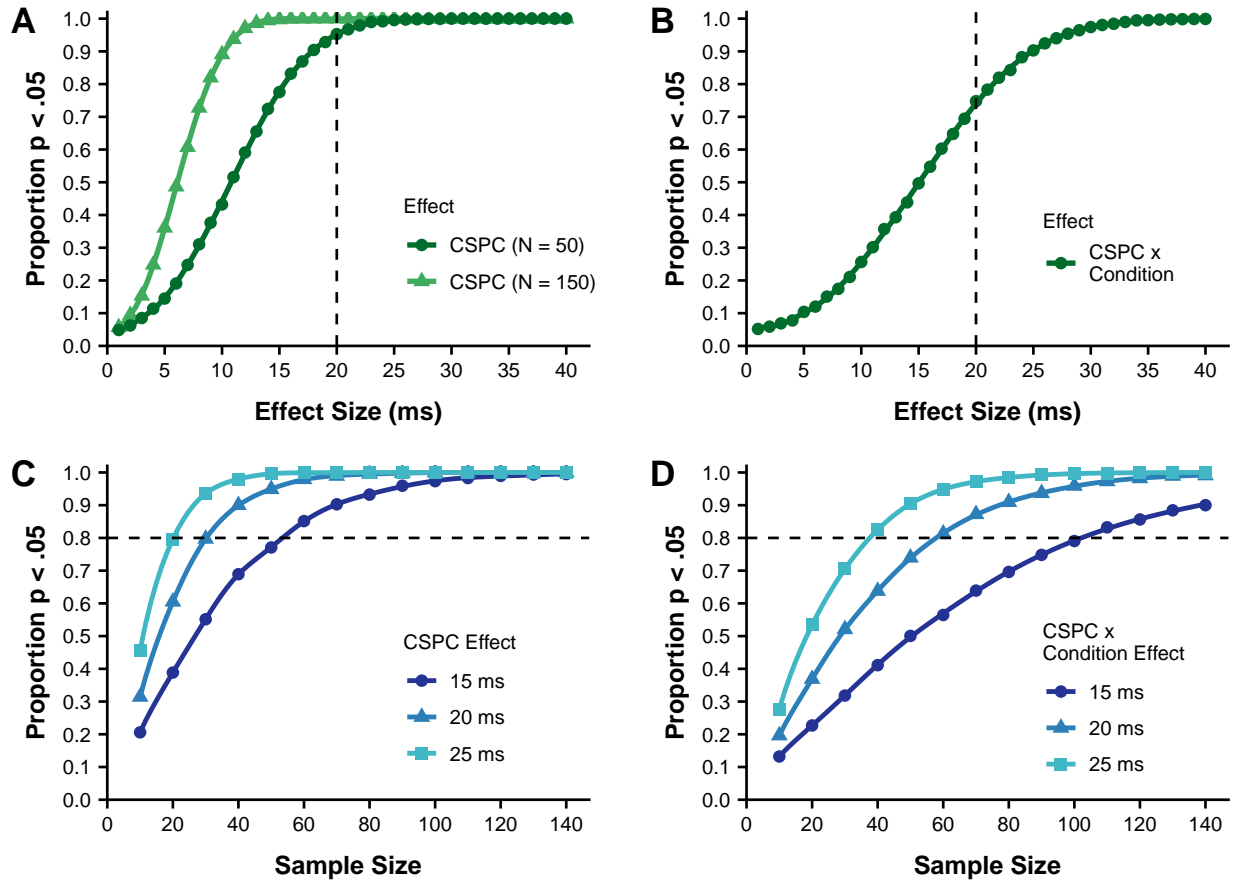 A
Proportion p < .05
1.0
0.9
0.8
0.7
0.6
0.5
0.4
0.3
0.2
0.1
0.0
Effect
CSPC (N = 50)
CSPC (N = 150)
0 5 10 15 20 25 30 35 40
Effect Size (ms)
B
Proportion p < .05
1.0
0.9
0.8
0.7
0.6
0.5
0.4
0.3
0.2
0.1
0.0
Effect
CSPC x
Condition
0 5 10 15 20 25 30 35 40
Effect Size (ms)
C
Proportion p < .05
1.0
0.9
0.8
0.7
0.6
0.5
0.4
0.3
0.2
0.1
0.0
CSPC Effect
15 ms
20 ms
25 ms
0 20 40 60 80 100 120 140
Sample Size
D
Proportion p < .05
1.0
0.9
0.8
0.7
0.6
0.5
0.4
0.3
0.2
0.1
0.0
CSPC x
Condition Effect
15 ms
20 ms
25 ms
0 20 40 60 80 100 120 140
Sample Size